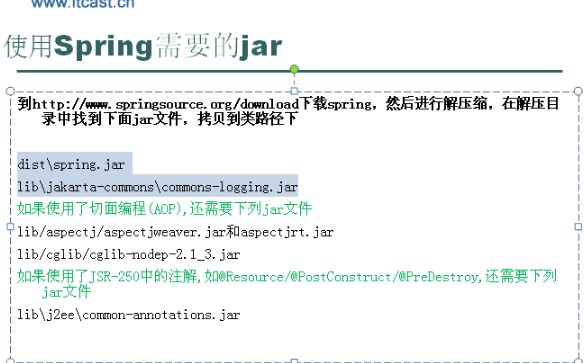 www.itcast.cn
使用Spring需要的jar
到http://www.springsource.org/download下载spring，然后进行解压缩，在解压目
录中找到下面jar文件，拷贝到类路径下
dist\spring.jar
lib\jakarta-commons\commons-logging.jar
如果使用了切面编程(AOP),还需要下列jar文件
lib/aspectj/aspectjweaver.jar和aspectjrt.jar
lib/cglib/cglib-nodep-2.1_3.jar
如果使用了JSR-250中的注解,如@Resource/@PostConstruct/@PreDestroy,还需要下列
jar文件
lib\j2ee\common-annotations.jar